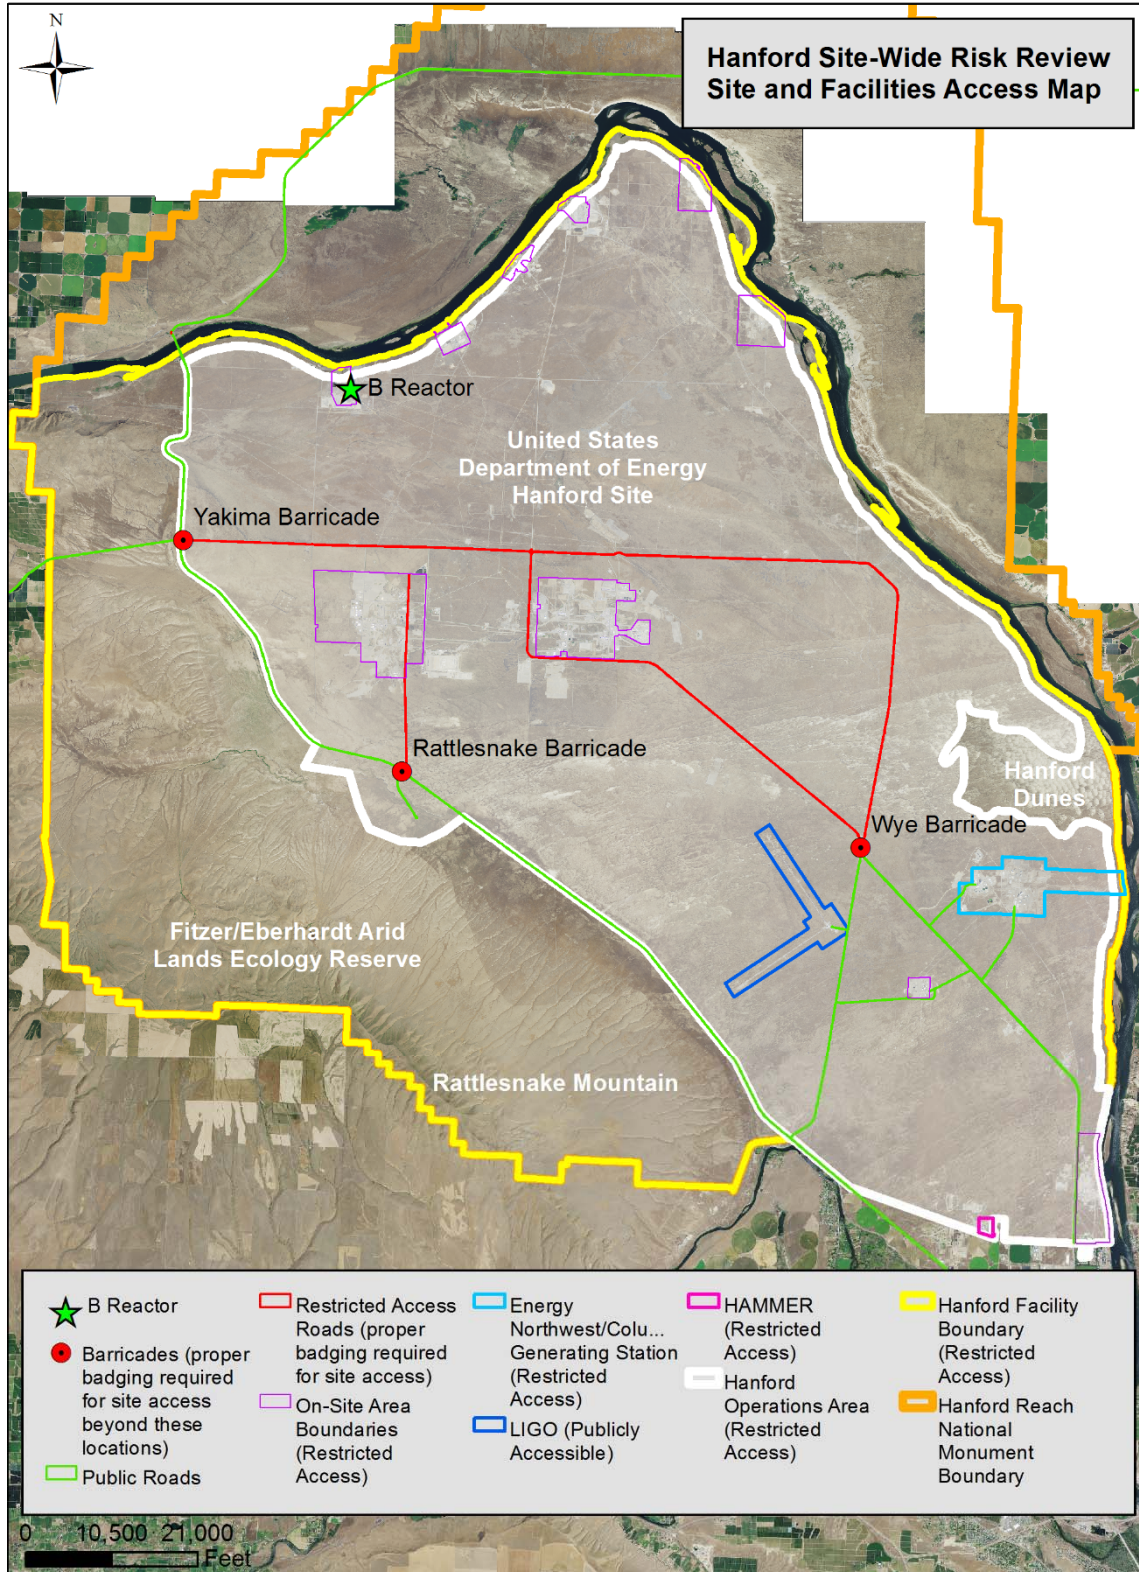 N
Hanford Site-Wide Risk Review
Site and Facilities Access Map
B Reactor
United States
Department of Energy
Hanford Site
Yakima Barricade
Rattlesnake Barricade
Hanford
Dunes
Wye Barricade
Fitzer/Eberhardt Arid
Lands Ecology Reserve
Rattlesnake Mountain
B Reactor
Barricades (proper
badging required
for site access
beyond these
locations)
Public Roads
Restricted Access
Roads (proper
badging required
for site access)
On-Site Area
Boundaries
(Restricted
Access)
Energy
Northwest/Colu...
Generating Station
(Restricted
Access)
LIGO (Publicly
Accessible)
HAMMER
(Restricted
Access)
Hanford
Operations Area
(Restricted
Access)
Hanford Facility
Boundary
(Restricted
Access)
Hanford Reach
National
Monument
Boundary
0 10,500 21,000
Feet